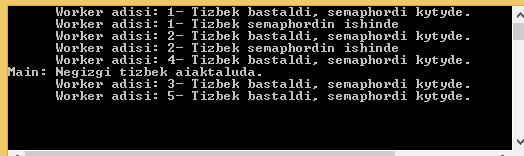 Worker adisi: 1- Tizbek bastaldi, semaphordi kytyde.
Worker adisi: 1- Tizbek semaphordin ishinde
Worker adisi: 2- Tizbek bastaldi, semaphordi kytyde.
Worker adisi: 2- Tizbek semaphordin ishinde
Worker adisi: 4- Tizbek bastaldi, semaphordi kytyde.
Main: Negizgi tizbek aiaktaluda.
Worker adisi: 3- Tizbek bastaldi, semaphordi kytyde.
Worker adisi: 5- Tizbek bastaldi, semaphordi kytyde.